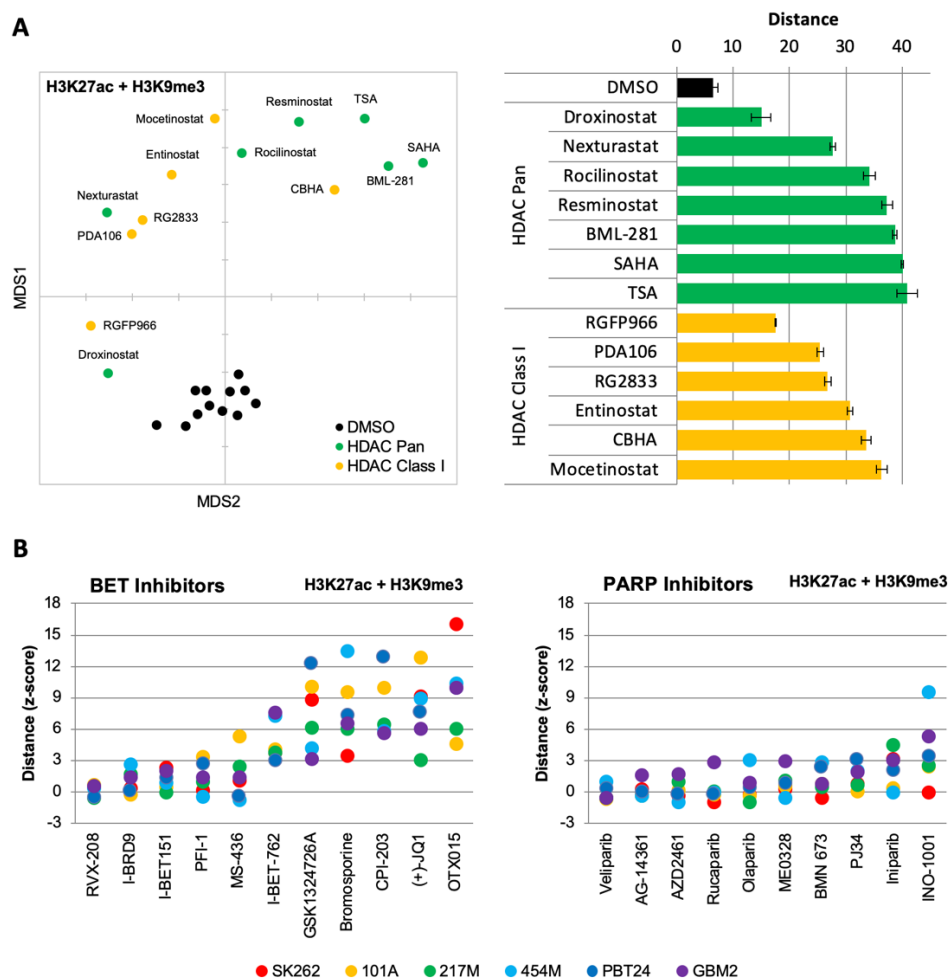 A
H3K27ac + H3K9me3
Resminostat
TSA
Mocetinostat
Entinostat
Rocilinostat
SAHA
BML-281
CBHA
Nexturastat
RG2833
PDA106
RGFP966
Droxinostat
DMSO
HDAC Pan
HDAC Class I
MDS1
MDS2
Distance
0 10 20 30 40
HDAC Pan
DMSO
Droxinostat
Nexturastat
Rocilinostat
Resminostat
BML-281
SAHA
TSA
HDAC Class I
RGFP966
PDA106
RG2833
Entinostat
CBHA
Mocetinostat
B
BET Inhibitors
H3K27ac + H3K9me3
Distance (z-score)
18
15
12
9
6
3
0
-3
RVX-208
I-BRD9
I-BET151
PFI-1
MS-436
I-BET-762
GSK1324726A
Bromosporine
CPI-203
(+)-JQ1
OTX015
PARP Inhibitors
H3K27ac + H3K9me3
Distance (z-score)
18
15
12
9
6
3
0
-3
Veliparib
AG-14361
AZD2461
Rucaparib
Olaparib
ME0328
BMN 673
PJ34
Iniparib
INO-1001
SK262 101A 217M 454M PBT24 GBM2